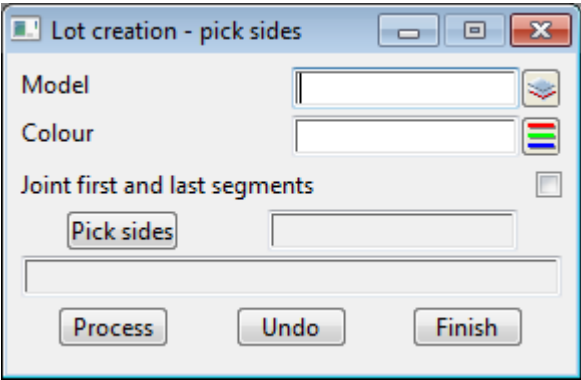 Lot creation - pick sides
Model
Colour
Joint first and last segments
Pick sides
Process Undo Finish